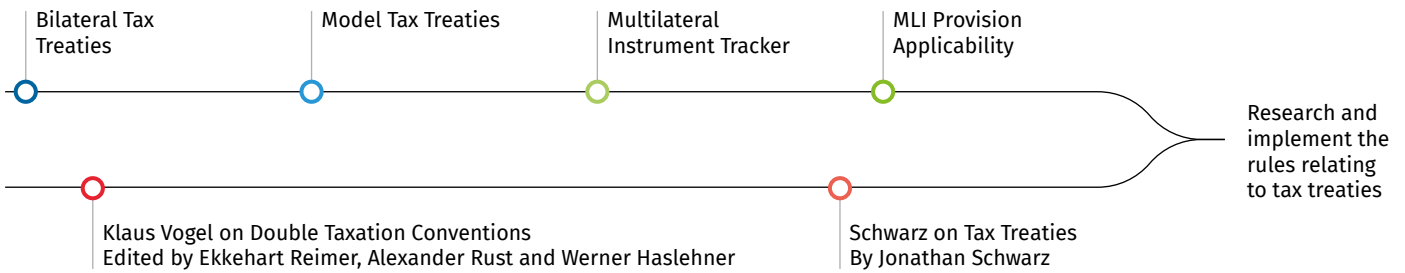 Bilateral Tax
Treaties
Model Tax Treaties
Multilateral
Instrument Tracker
MLI Provision
Applicability
Research and
implement the
rules relating
to tax treaties
Klaus Vogel on Double Taxation Conventions
Edited by Ekkehart Reimer, Alexander Rust and Werner Haslehner
Schwarz on Tax Treaties
By Jonathan Schwarz